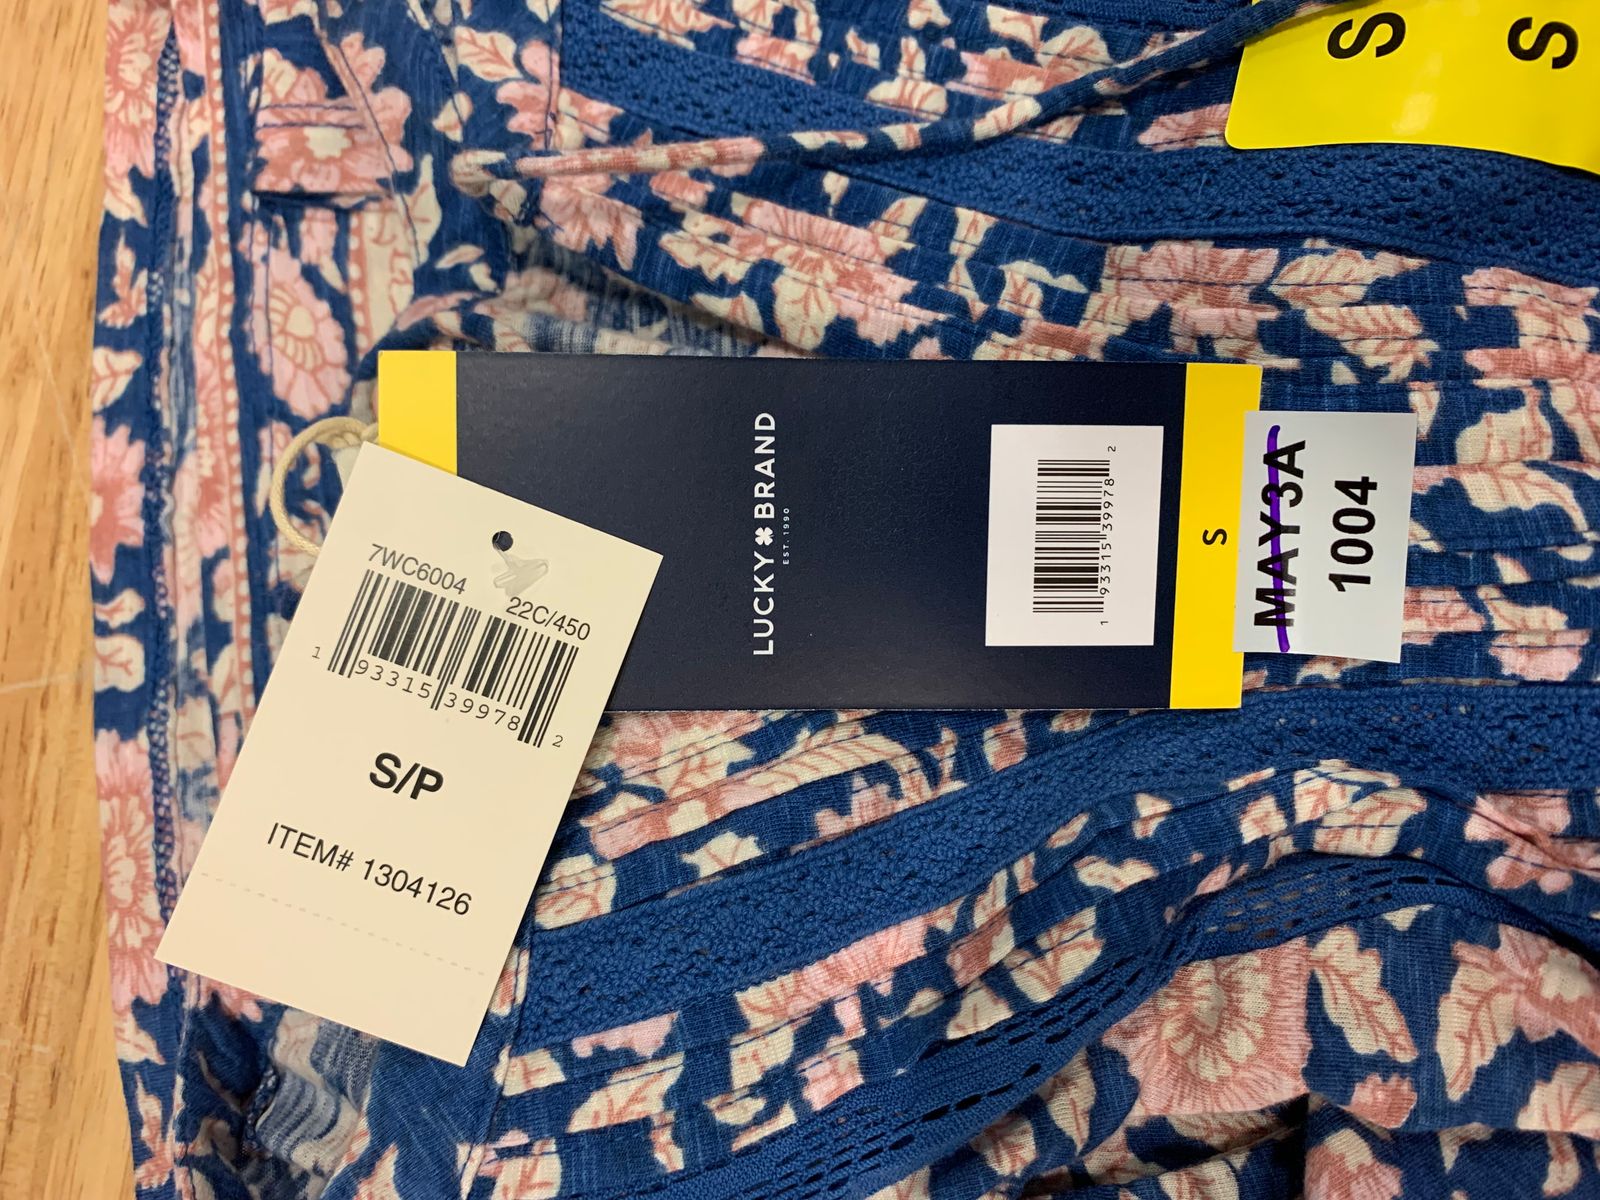 S S
LUCKY BRAND
EST. 1990
1 93315 39978 2
S
MAY3A
1004
7WC6004
22C/450
1 93315 39978 2
S/P
ITEM# 1304126